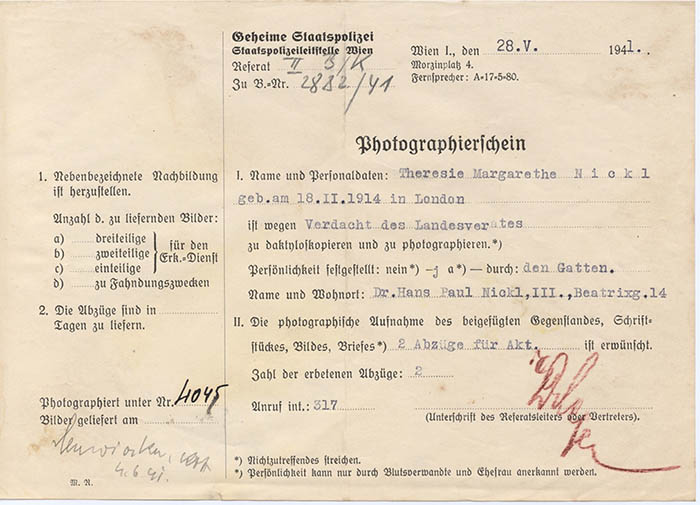 Geheime Staatspolizei
Staatspolizeileitstelle Wien
Referat II B/K
Zu B.-Nr. 2882/41
Wien I., den 28.V. 1941.
Morzinplatz 4.
Fernsprecher: A-17-5-80.
Photographierschein
1. Nebenbezeichnete Nachbildung
ist herzustellen.
Anzahl d. zu liefernden Bilder:
a) dreiteilige
b) zweiteilige
c) einteilige
für den
Erk.-Dienst
d) zu Fahndungszwecken
2. Die Abzüge sind in
Tagen zu liefern.
Photographiert unter Nr. 4045
Bilder geliefert am
4.6.41.
M. R.
I. Name und Personaldaten: Theresie Margarethe N i c k l
geb.am 18.II.1914 in London
ist wegen Verdacht des Landesverates
zu daktyloskopieren und zu photographieren.*)
Persönlichkeit festgestellt: nein*) -j a*) — durch: den Gatten.
Name und Wohnort: Dr.Hans Paul Nickl,III.,Beatrixg.14
II. Die photographische Aufnahme des beigefügten Gegenstandes, Schrift-
stückes, Bildes, Briefes*) 2 Abzüge für Akt. ist erwünscht.
Zahl der erbetenen Abzüge: 2
Anruf int.: 317
(Unterschrift des Referatsleiters oder Vertreters).
*) Nichtzutreffendes streichen.
*) Persönlichkeit kann nur durch Blutsverwandte und Ehefrau anerkannt werden.